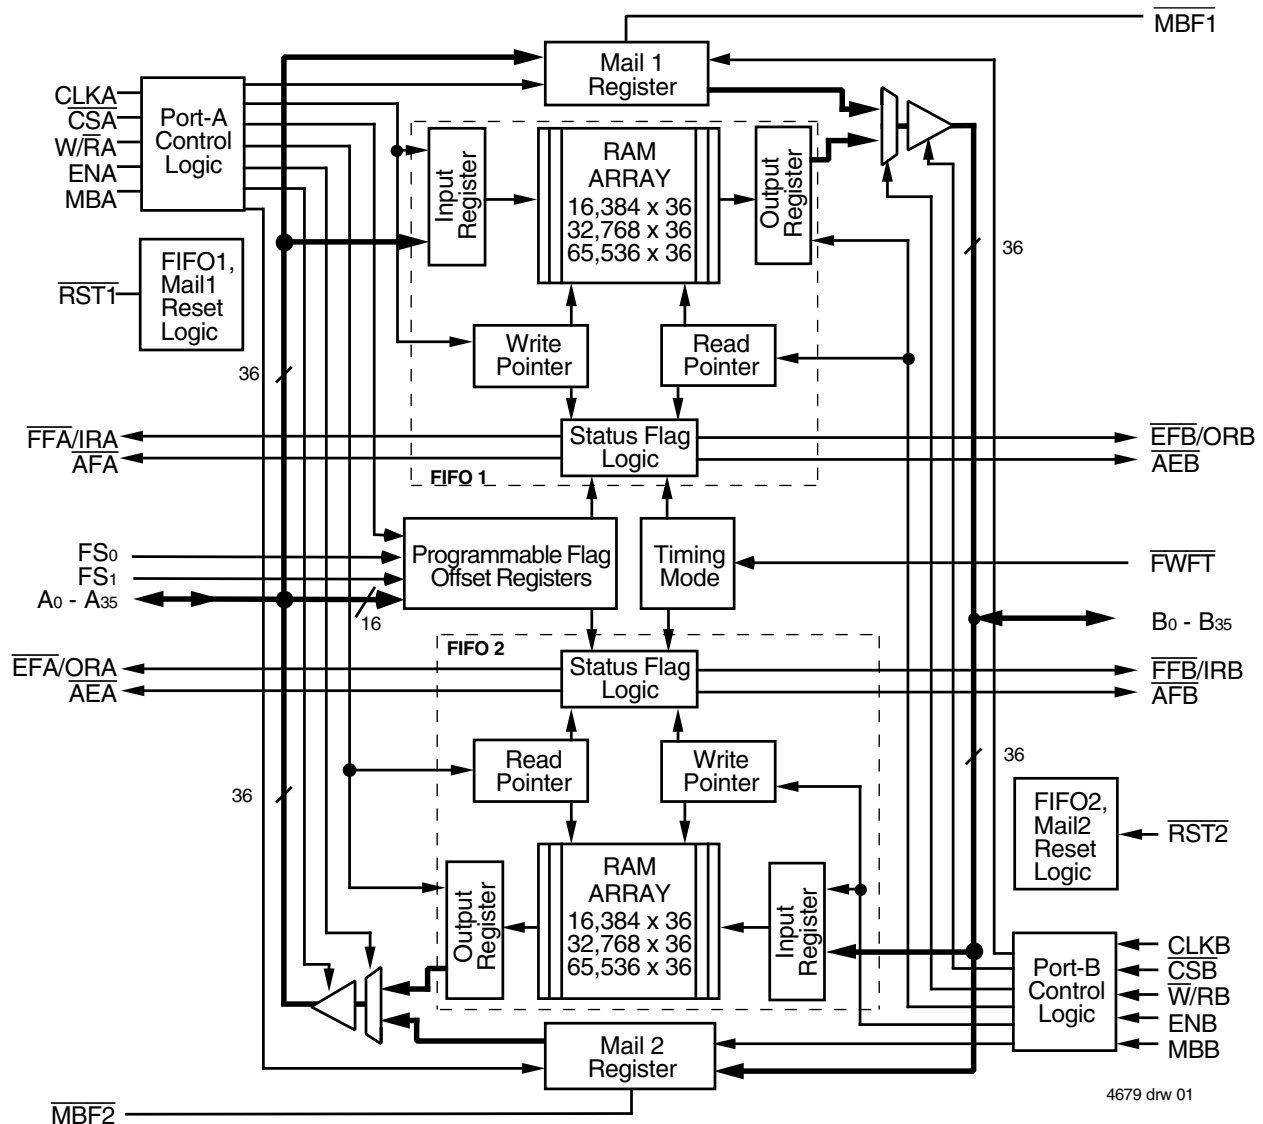 MBF1
Mail 1
Register
CLKA
CSA
W/RA
ENA
MBA
Port-A
Control
Logic
Input
Register
RAM
ARRAY
16,384 x 36
32,768 x 36
65,536 x 36
Output
Register
36
RST1
FIFO1,
Mail1
Reset
Logic
Write
Pointer
Read
Pointer
36
FFA/IRA
AFA
Status Flag
Logic
FIFO 1
EFB/ORB
AEB
FS0
FS1
A0 - A35
Programmable Flag
Offset Registers
16
Timing
Mode
FWFT
B0 - B35
FIFO 2
EFA/ORA
AEA
Status Flag
Logic
FFB/IRB
AFB
Read
Pointer
Write
Pointer
36
36
FIFO2,
Mail2
Reset
Logic
RST2
Output
Register
RAM
ARRAY
16,384 x 36
32,768 x 36
65,536 x 36
Input
Register
Port-B
Control
Logic
CLKB
CSB
W/RB
ENB
MBB
Mail 2
Register
MBF2
4679 drw 01